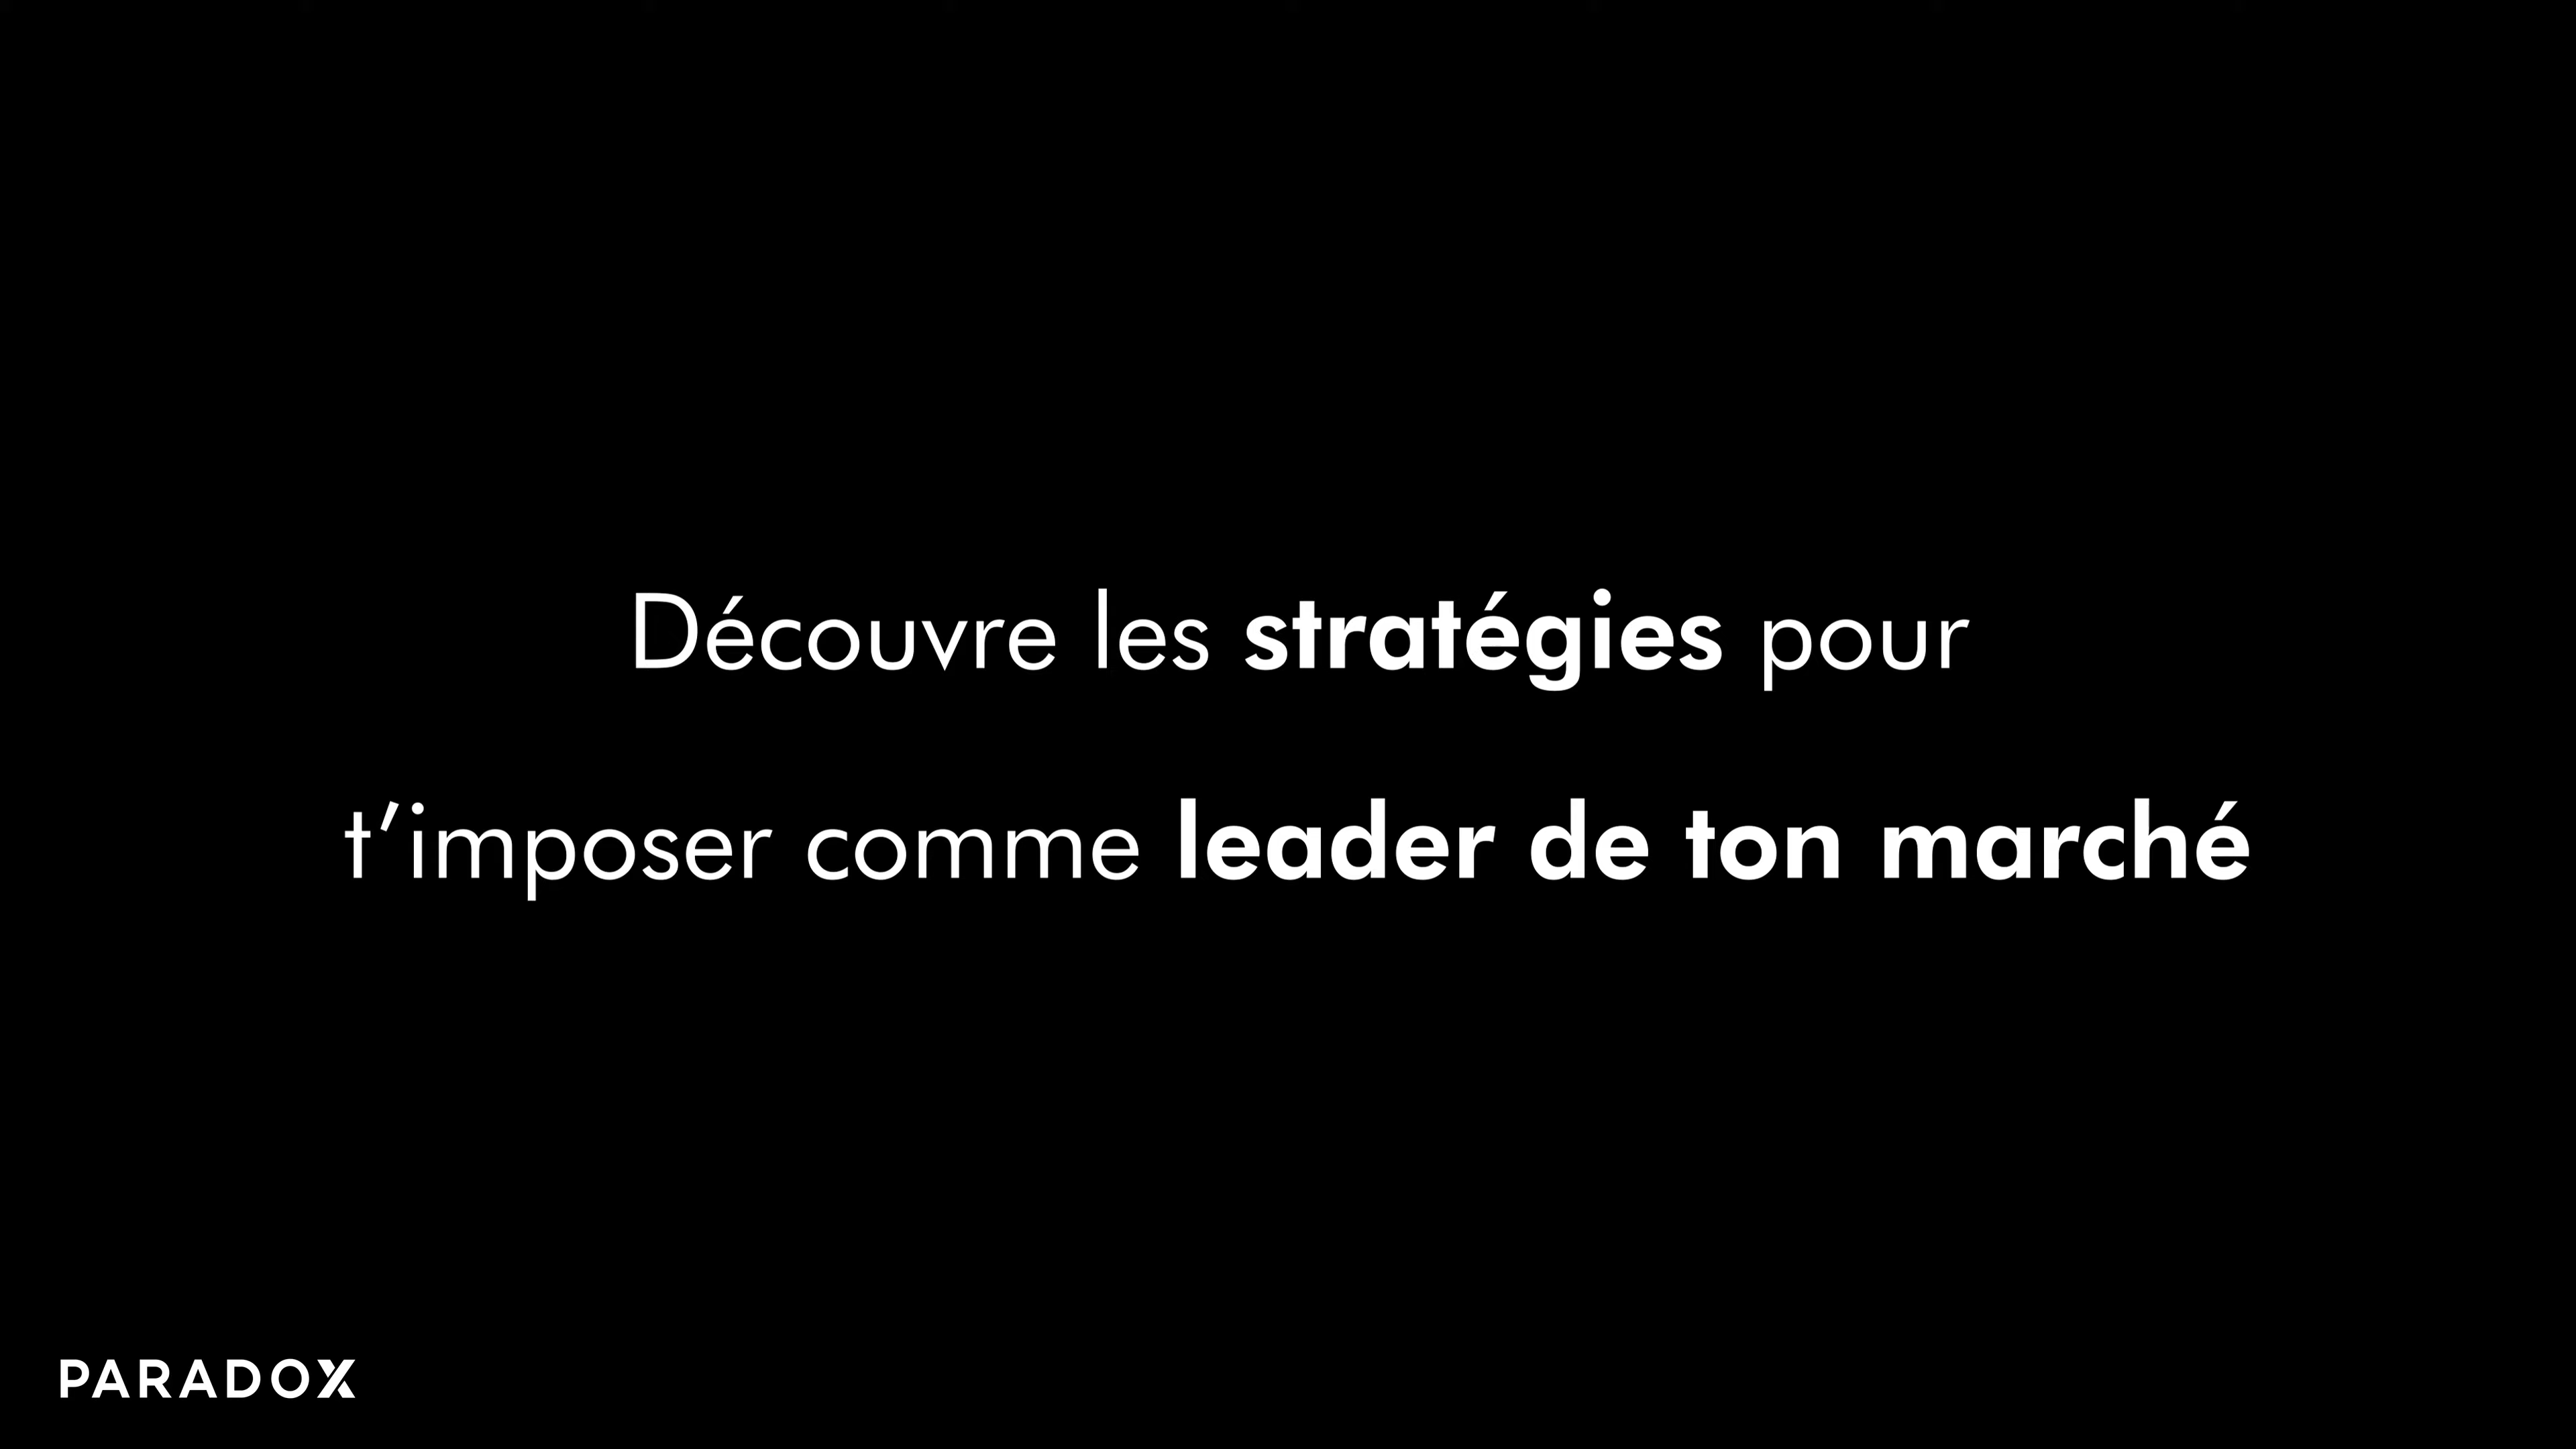 Découvre les stratégies pour
t’imposer comme leader de ton marché
PARADOX